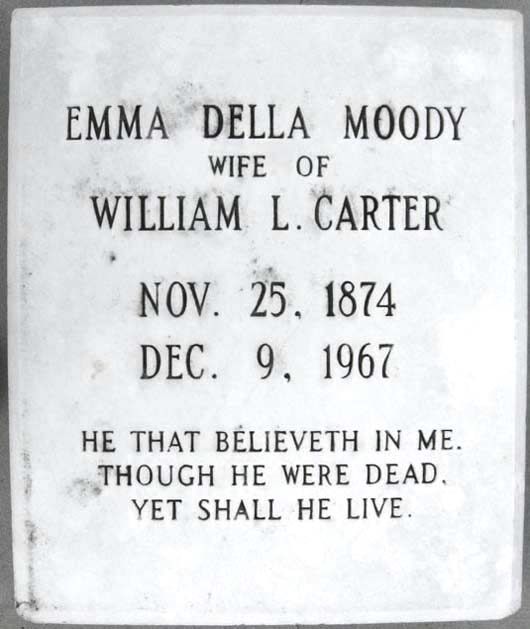 EMMA DELLA MOODY
WIFE OF
WILLIAM L. CARTER
NOV. 25, 1874
DEC. 9, 1967
HE THAT BELIEVETH IN ME.
THOUGH HE WERE DEAD,
YET SHALL HE LIVE.